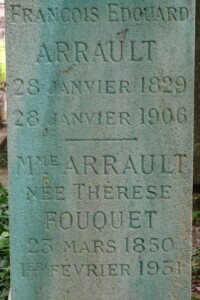 FRANÇOIS EDOUARD
ARRAULT
28 JANVIER 1829
28 JANVIER 1906
MME ARRAULT
NÉE THÉRÈSE
FOUQUET
23 MARS 1850
1ER FÉVRIER 1931